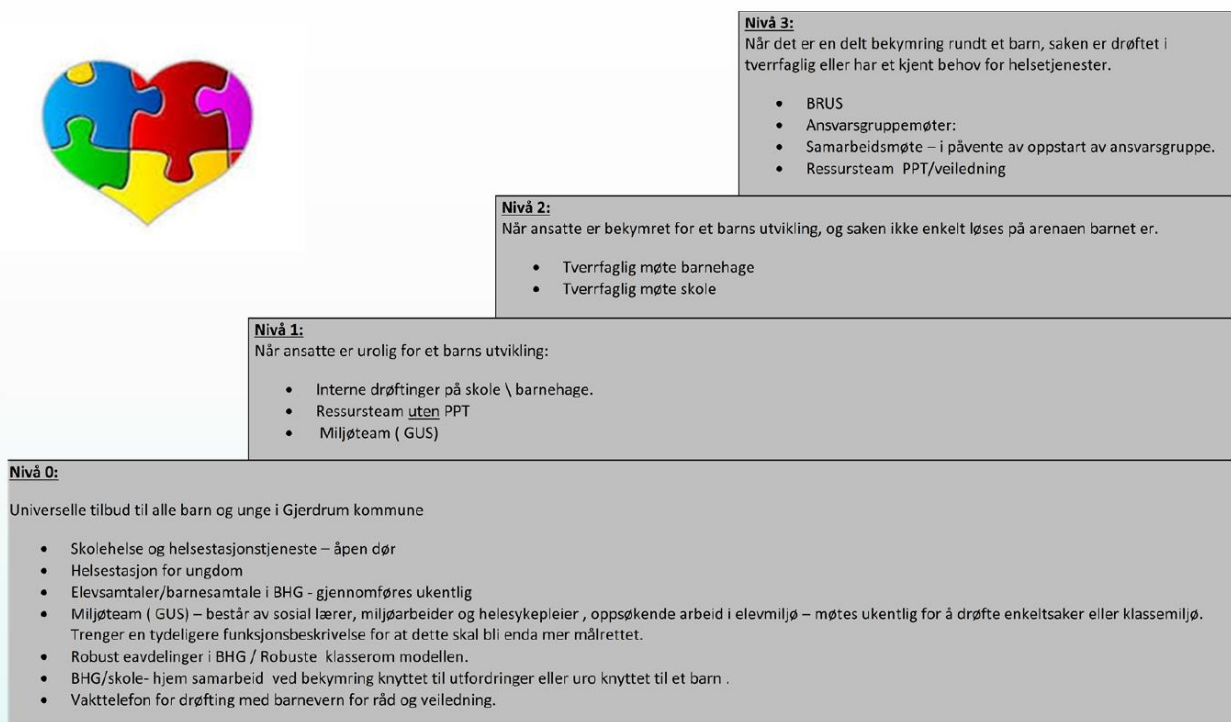 Nivå 3:
Når det er en delt bekymring rundt et barn, saken er drøftet i
tverrfaglig eller har et kjent behov for helsetjenester.
• BRUS
• Ansvarsgruppemøter:
• Samarbeidsmøte – i påvente av oppstart av ansvarsgruppe.
• Ressursteam PPT/veiledning
Nivå 2:
Når ansatte er bekymret for et barns utvikling, og saken ikke enkelt løses på arenaen barnet er.
• Tverrfaglig møte barnehage
• Tverrfaglig møte skole
Nivå 1:
Når ansatte er urolig for et barns utvikling:
• Interne drøftinger på skole \ barnehage.
• Ressursteam uten PPT
• Miljøteam ( GUS)
Nivå 0:
Universelle tilbud til alle barn og unge i Gjerdrum kommune
• Skolehelse og helsestasjonstjeneste – åpen dør
• Helsestasjon for ungdom
• Elevsamtaler/barnesamtale i BHG - gjennomføres ukentlig
• Miljøteam ( GUS) – består av sosial lærer, miljøarbeider og helesykepleier , oppsøkende arbeid i elevmiljø – møtes ukentlig for å drøfte enkeltsaker eller klassemiljø.
Trenger en tydeligere funksjonsbeskrivelse for at dette skal bli enda mer målrettet.
• Robust eavdelinger i BHG / Robuste klasserom modellen.
• BHG/skole- hjem samarbeid ved bekymring knyttet til utfordringer eller uro knyttet til et barn .
• Vakttelefon for drøfting med barnevern for råd og veiledning.